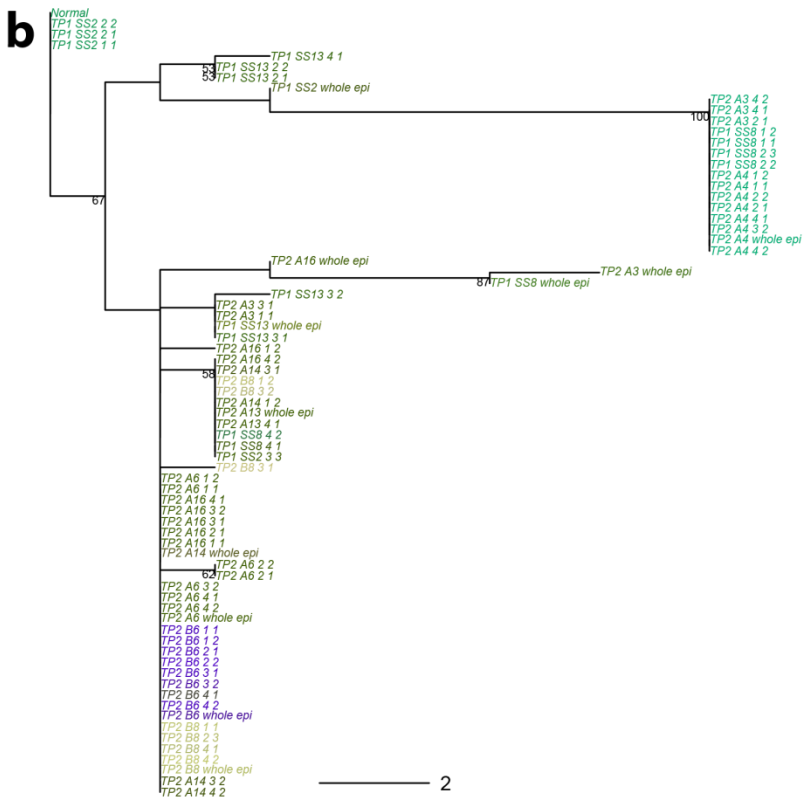 b
Normal
TP1 SS2 2 2
TP1 SS2 2 1
TP1 SS2 1 1
TP1 SS13 4 1
53
TP1 SS13 2 2
53
TP1 SS13 2 1
TP1 SS2 whole epi
TP2 A3 4 2
TP2 A3 4 1
100
TP2 A3 2 1
TP1 SS8 1 2
TP1 SS8 1 1
TP1 SS8 2 3
TP1 SS8 2 2
TP2 A4 1 2
TP2 A4 1 1
TP2 A4 2 2
TP2 A4 2 1
TP2 A4 4 1
TP2 A4 3 2
TP2 A4 whole epi
TP2 A4 4 2
67
TP2 A16 whole epi
TP2 A3 whole epi
87
TP1 SS8 whole epi
TP1 SS13 3 2
TP2 A3 3 1
TP2 A3 1 1
TP1 SS13 whole epi
TP1 SS13 3 1
TP2 A16 1 2
TP2 A16 4 2
58
TP2 A14 3 1
TP2 B8 1 2
TP2 B8 3 2
TP2 A14 1 2
TP2 A13 whole epi
TP2 A13 4 1
TP1 SS8 4 2
TP1 SS8 4 1
TP1 SS2 3 3
TP2 B8 3 1
TP2 A6 1 2
TP2 A6 1 1
TP2 A16 4 1
TP2 A16 3 2
TP2 A16 3 1
TP2 A16 2 1
TP2 A16 1 1
TP2 A14 whole epi
TP2 A6 2 2
62
TP2 A6 2 1
TP2 A6 3 2
TP2 A6 4 1
TP2 A6 4 2
TP2 A6 whole epi
TP2 B6 1 1
TP2 B6 1 2
TP2 B6 2 1
TP2 B6 2 2
TP2 B6 3 1
TP2 B6 3 2
TP2 B6 4 1
TP2 B6 4 2
TP2 B6 whole epi
TP2 B8 1 1
TP2 B8 2 3
TP2 B8 4 1
TP2 B8 4 2
TP2 B8 whole epi
TP2 A14 3 2
TP2 A14 4 2
2